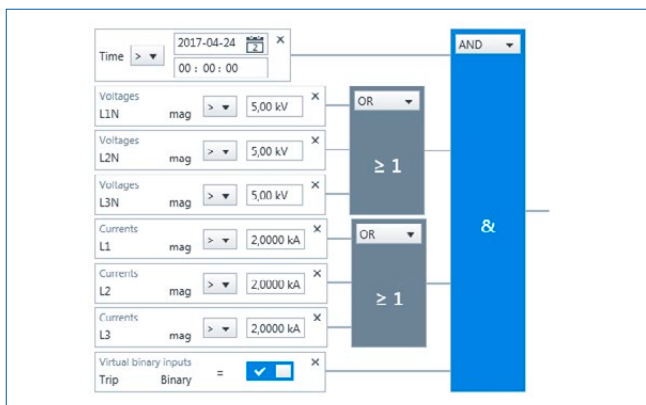 2017-04-24 2 ×
Time > ▼
00 : 00 : 00
AND ▼
Voltages ×
L1N mag > ▼ 5,00 kV
OR ▼
Voltages ×
L2N mag > ▼ 5,00 kV
≥ 1
Voltages ×
L3N mag > ▼ 5,00 kV
Currents ×
L1 mag > ▼ 2,0000 kA
OR ▼
&
Currents ×
L2 mag > ▼ 2,0000 kA
≥ 1
Currents ×
L3 mag > ▼ 2,0000 kA
Virtual binary inputs ×
Trip Binary =